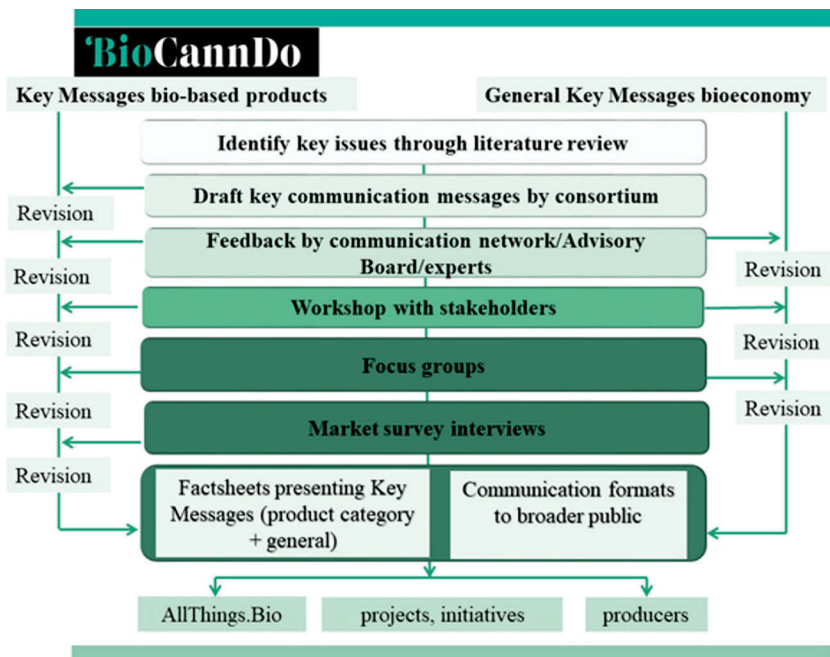 BioCannDo
Key Messages bio-based products
General Key Messages bioeconomy
Identify key issues through literature review
Draft key communication messages by consortium
Revision
Feedback by communication network/Advisory
Board/experts
Revision
Revision
Workshop with stakeholders
Revision
Revision
Focus groups
Revision
Revision
Market survey interviews
Revision
Factsheets presenting Key
Messages (product category
+ general)
Communication formats
to broader public
AllThings.Bio
projects, initiatives
producers